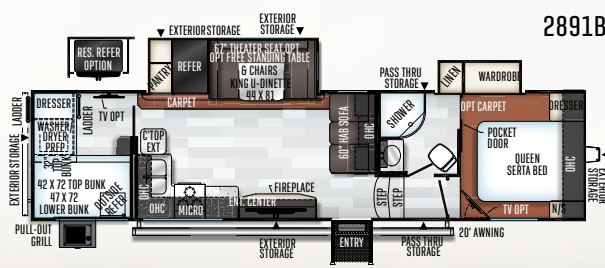 2891B
EXTERIOR STORAGE
EXTERIOR
STORAGE
RES. REFER
OPTION
PANTRY
REFER
67" THEATER SEAT OPT
OPT FREE STANDING TABLE
& CHAIRS
KING U-DINETTE
44 X 81
CARPET
PASS THRU
STORAGE
LINEN
WARDROBE
LADDER
DRESSER
LADDER
TV OPT
WASHER/
DRYER
PREP
TOP
BUNK
EXTERIOR STORAGE
42 X 72 TOP BUNK
47 X 72
LOWER BUNK
OUTSIDE
REFER
PULL-OUT
GRILL
C'TOP
EXT
OHC
OHC
MICRO
ENT. CENTER
FIREPLACE
EXTERIOR
STORAGE
60" HAB SOFA
OHC
SHOWER
STEP
STEP
ENTRY
PASS THRU
STORAGE
20' AWNING
OPT CARPET
DRESSER
POCKET
DOOR
QUEEN
SERTA BED
OHC
TV OPT
N/S
EXTERIOR
STORAGE